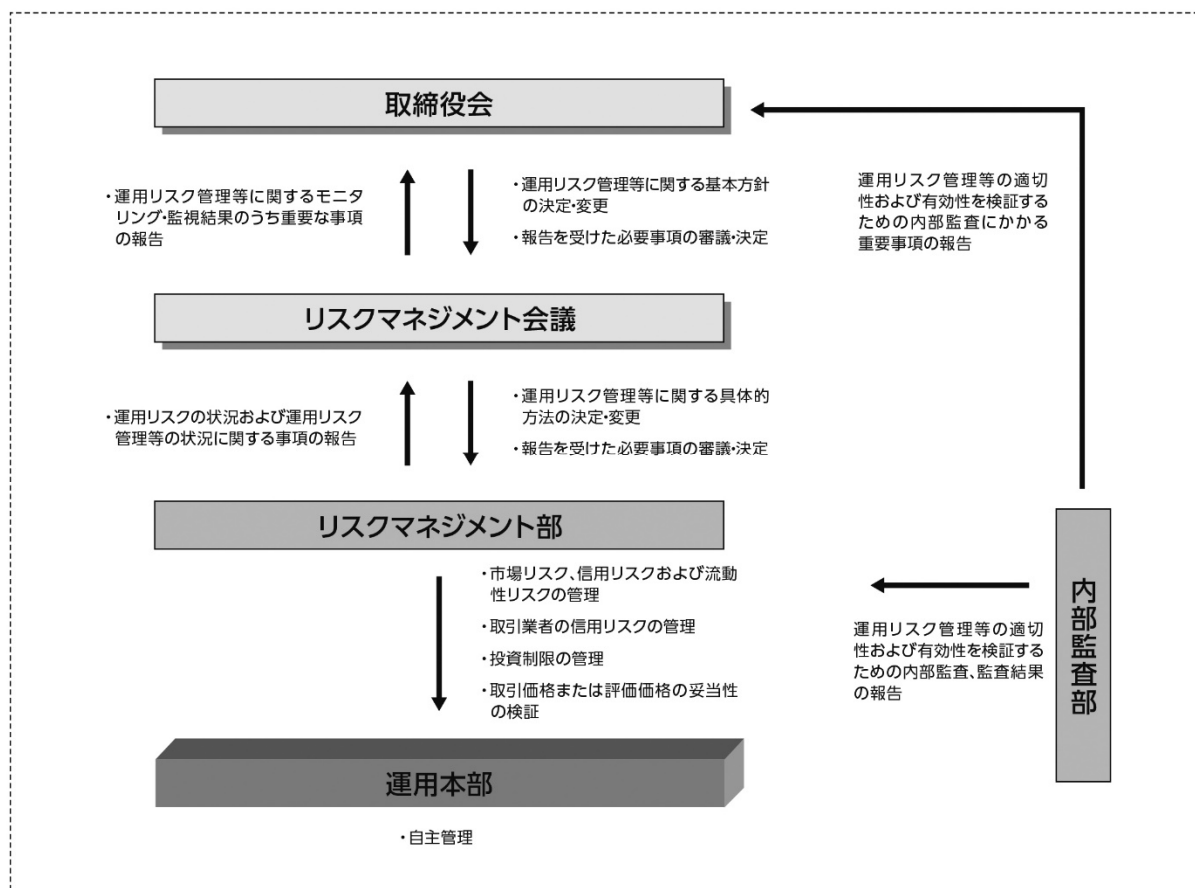 取締役会
・運用リスク管理等に関するモニタ
リング・監視結果のうち重要な事項
の報告
・運用リスク管理等に関する基本方針
の決定・変更
・報告を受けた必要事項の審議・決定
運用リスク管理等の適切
性および有効性を検証する
ための内部監査にかかる
重要事項の報告
リスクマネジメント会議
・運用リスクの状況および運用リスク
管理等の状況に関する事項の報告
・運用リスク管理等に関する具体的
方法の決定・変更
・報告を受けた必要事項の審議・決定
リスクマネジメント部
・市場リスク、信用リスクおよび流動
性リスクの管理
・取引業者の信用リスクの管理
・投資制限の管理
・取引価格または評価価格の妥当性
の検証
運用リスク管理等の適切
性および有効性を検証する
ための内部監査、監査結果
の報告
内部監査部
運用本部
・自主管理